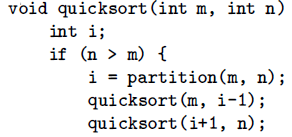 void quicksort(int m, int n)
    int i;
    if (n > m) {
        i = partition(m, n);
        quicksort(m, i-1);
        quicksort(i+1, n);